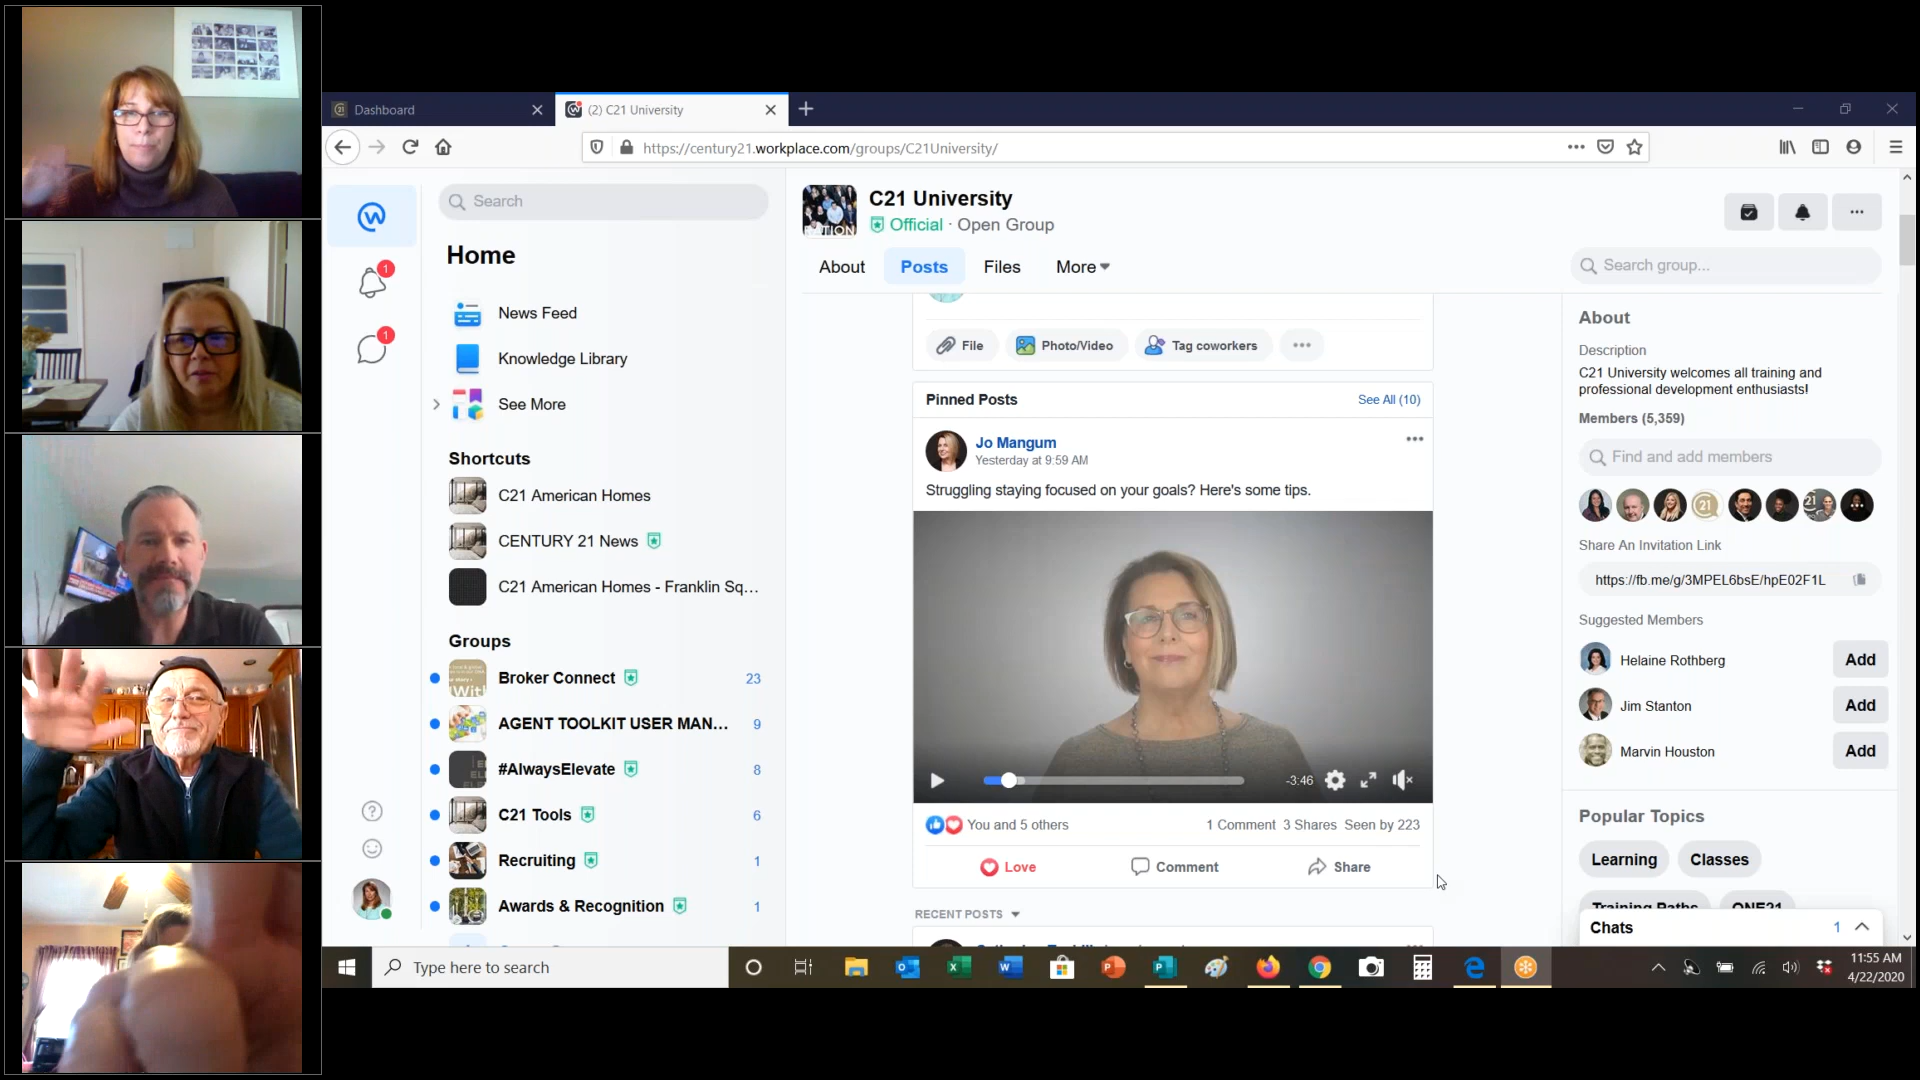 Dashboard
(2) C21 University
https://century21.workplace.com/groups/C21University/
Search
Home
News Feed
Knowledge Library
See More
Shortcuts
C21 American Homes
CENTURY 21 News
C21 American Homes - Franklin Sq...
Groups
Broker Connect 23
AGENT TOOLKIT USER MAN... 9
#AlwaysElevate 8
C21 Tools 6
Recruiting 1
Awards & Recognition 1
1
1
C21 University
Official · Open Group
About
Posts
Files
More
Search group...
File
Photo/Video
Tag coworkers
Pinned Posts
See All (10)
Jo Mangum
Yesterday at 9:59 AM
Struggling staying focused on your goals? Here's some tips.
-3:46
You and 5 others
1 Comment 3 Shares Seen by 223
Love
Comment
Share
RECENT POSTS
About
Description
C21 University welcomes all training and
professional development enthusiasts!
Members (5,359)
Find and add members
Share An Invitation Link
https://fb.me/g/3MPEL6bsE/hpE02F1L
Suggested Members
Helaine Rothberg Add
Jim Stanton Add
Marvin Houston Add
Popular Topics
Learning
Classes
Training Paths
ONE21
Chats 1
Type here to search
11:55 AM
4/22/2020